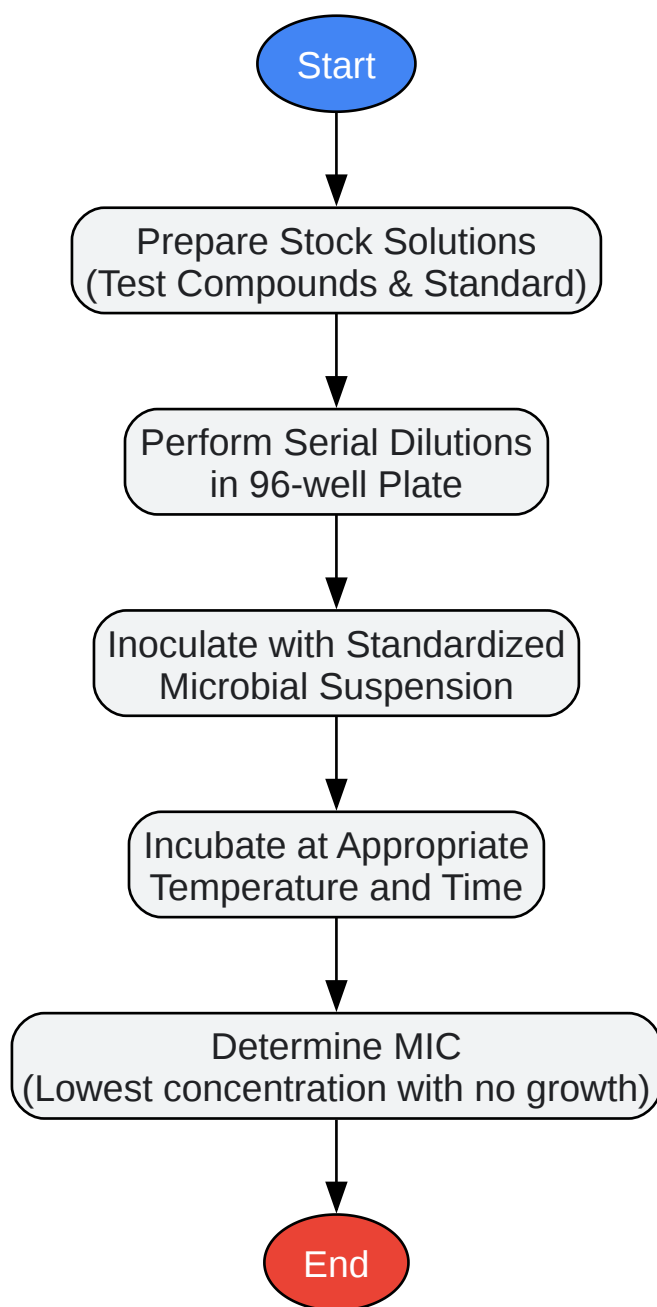 Start
Prepare Stock Solutions
(Test Compounds & Standard)
Perform Serial Dilutions
in 96-well Plate
Inoculate with Standardized
Microbial Suspension
Incubate at Appropriate
Temperature and Time
Determine MIC
(Lowest concentration with no growth)
End